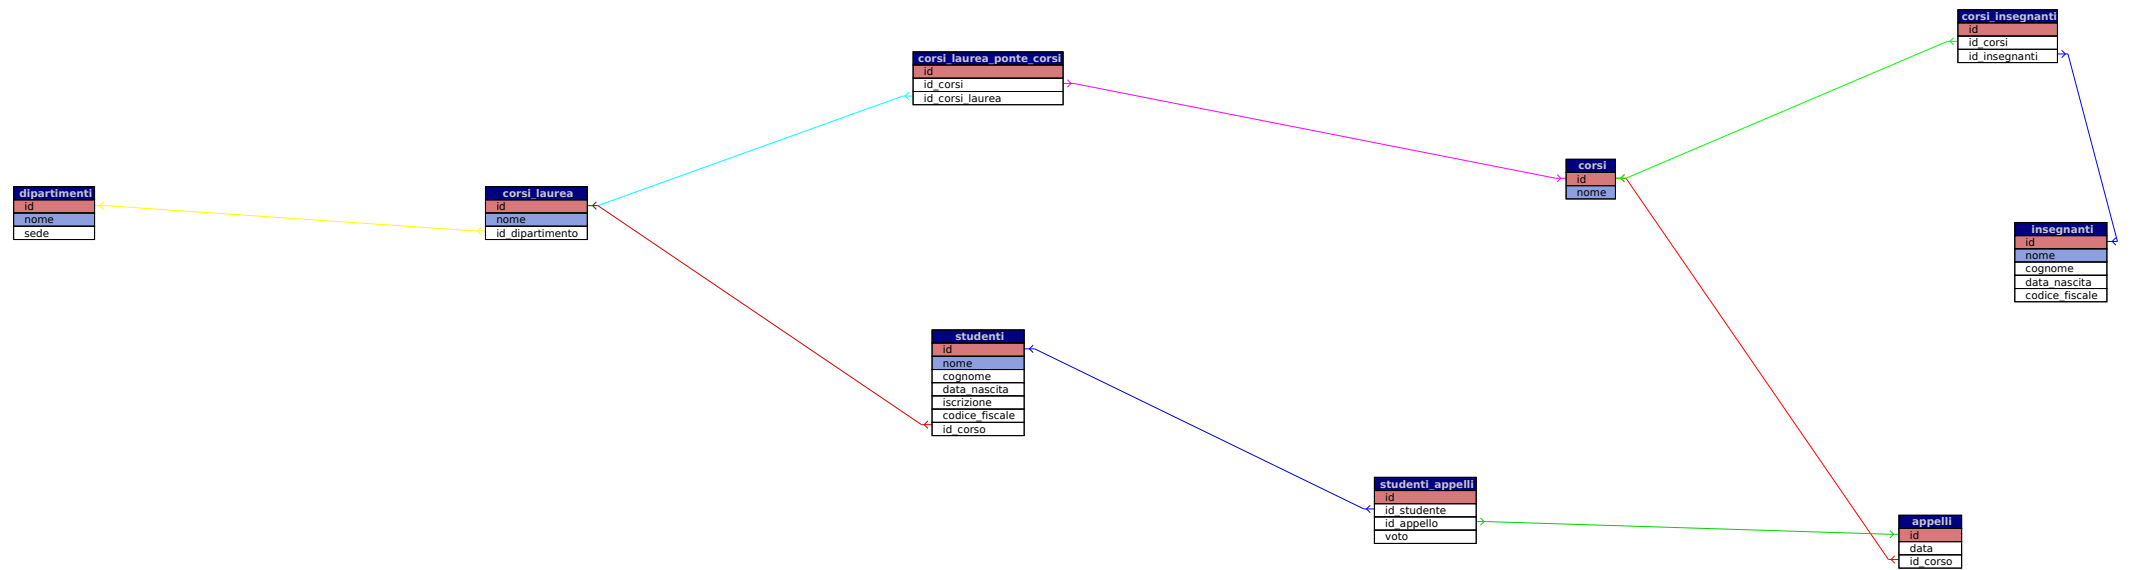 dipartimenti
id
nome
sede
corsi_laurea
id
nome
id_dipartimento
corsi_laurea_ponte_corsi
id
id_corsi
id_corsi_laurea
studenti
id
nome
cognome
data_nascita
iscrizione
codice_fiscale
id_corso
studenti_appelli
id
id_studente
id_appello
voto
corsi
id
nome
corsi_insegnanti
id
id_corsi
id_insegnanti
insegnanti
id
nome
cognome
data_nascita
codice_fiscale
appelli
id
data
id_corso